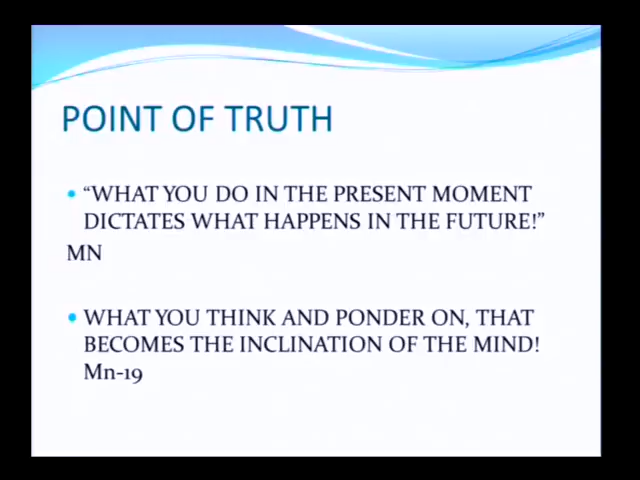 POINT OF TRUTH
• “WHAT YOU DO IN THE PRESENT MOMENT
DICTATES WHAT HAPPENS IN THE FUTURE!”
MN
• WHAT YOU THINK AND PONDER ON, THAT
BECOMES THE INCLINATION OF THE MIND!
Mn-19